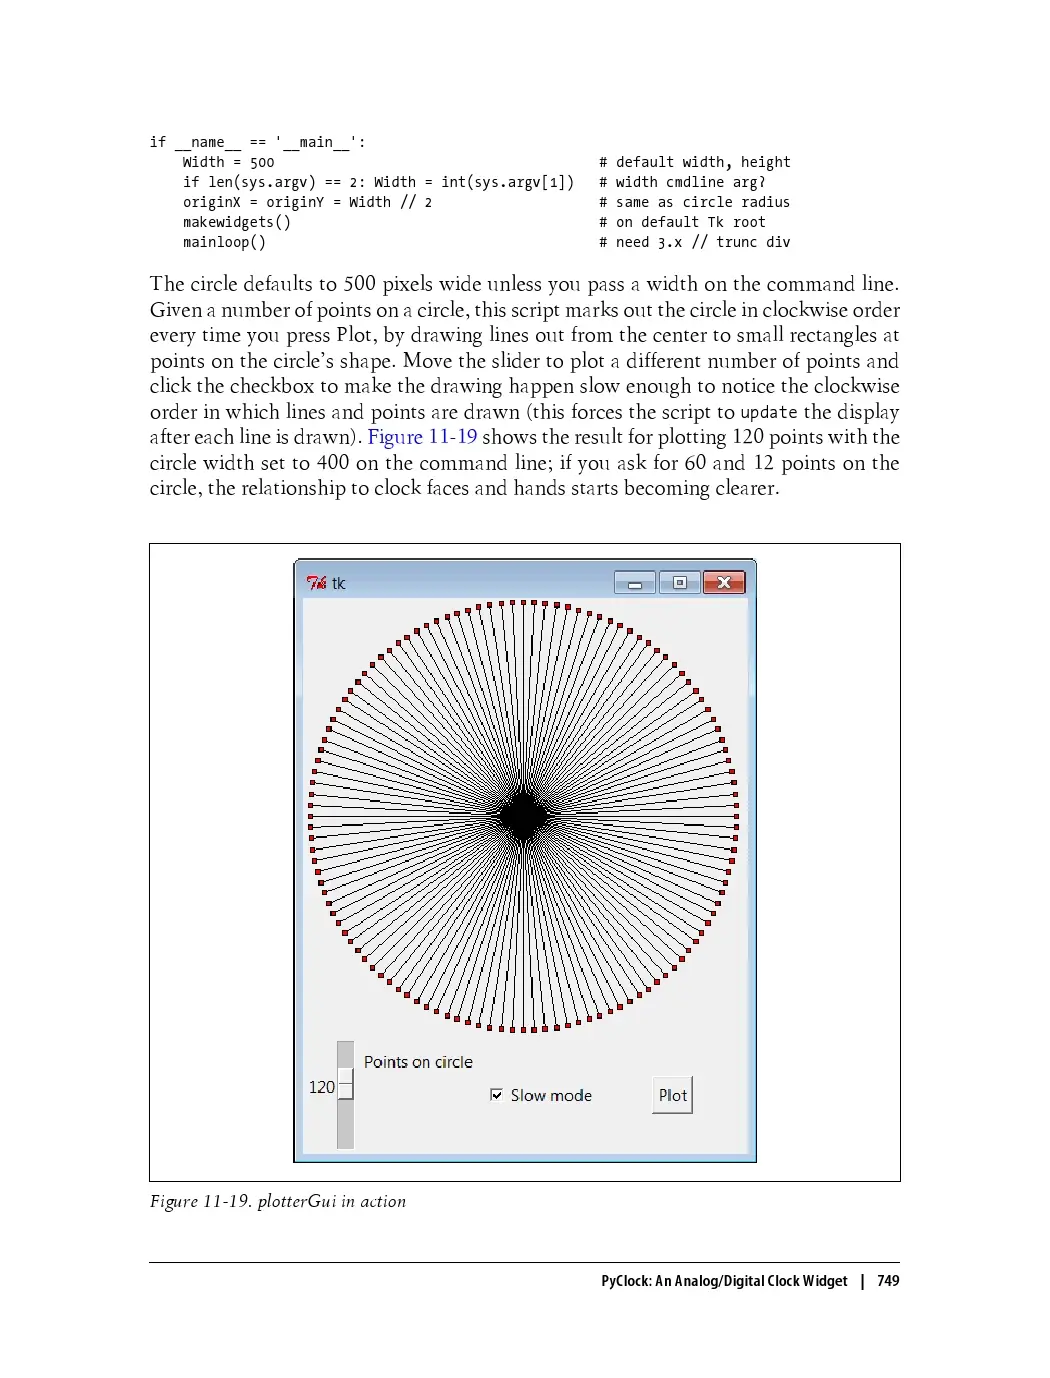 if __name__ == '__main__':
    Width = 500                                       # default width, height
    if len(sys.argv) == 2: Width = int(sys.argv[1])   # width cmdline arg?
    originX = originY = Width // 2                    # same as circle radius
    makewidgets()                                     # on default Tk root
    mainloop()                                        # need 3.x // trunc div
The circle defaults to 500 pixels wide unless you pass a width on the command line.
Given a number of points on a circle, this script marks out the circle in clockwise order
every time you press Plot, by drawing lines out from the center to small rectangles at
points on the circle's shape. Move the slider to plot a different number of points and
click the checkbox to make the drawing happen slow enough to notice the clockwise
order in which lines and points are drawn (this forces the script to update the display
after each line is drawn). Figure 11-19 shows the result for plotting 120 points with the
circle width set to 400 on the command line; if you ask for 60 and 12 points on the
circle, the relationship to clock faces and hands starts becoming clearer.
tk
Points on circle
120
Slow mode
Plot
Figure 11-19. plotterGui in action
PyClock: An Analog/Digital Clock Widget | 749